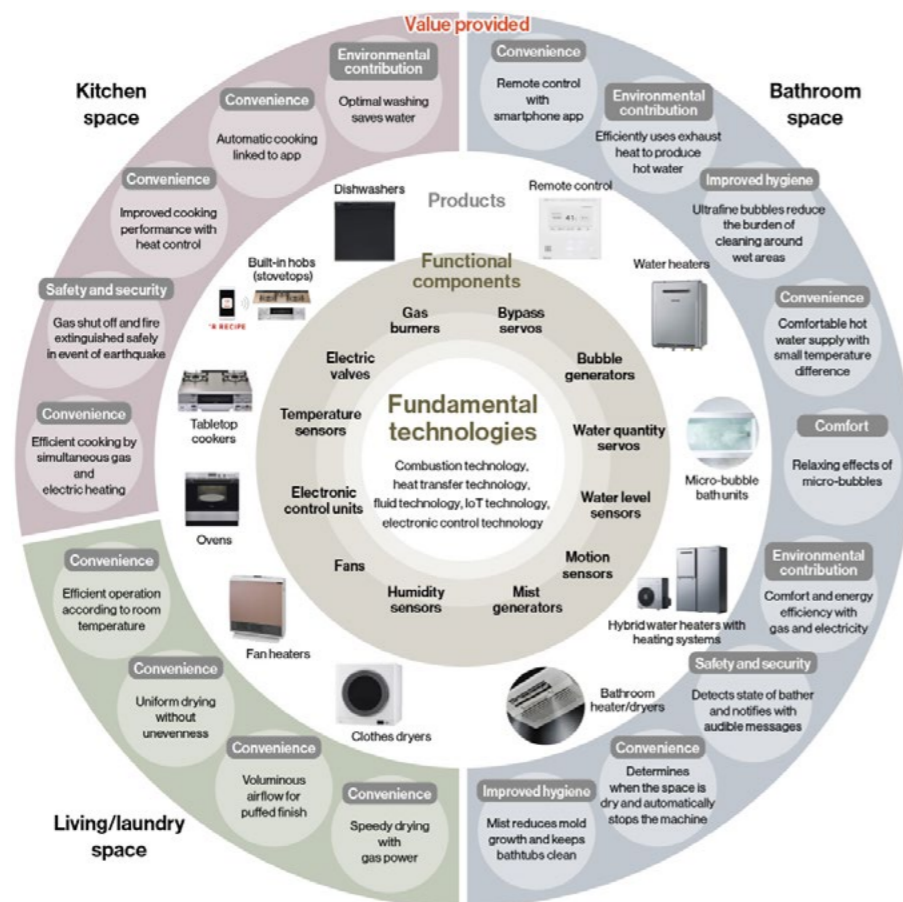 Value provided
Kitchen
space
Environmental
contribution
Optimal washing
saves water
Convenience
Automatic cooking
linked to app
Convenience
Improved cooking
performance with
heat control
Safety and security
Gas shut off and fire
extinguished safely
in event of earthquake
Convenience
Efficient cooking by
simultaneous gas
and
electric heating
Bathroom
space
Convenience
Remote control
with
smartphone app
Environmental
contribution
Efficiently uses exhaust
heat to produce
hot water
Improved hygiene
Ultrafine bubbles reduce
the burden of
cleaning around
wet areas
Convenience
Comfortable hot
water supply with
small temperature
difference
Comfort
Relaxing effects of
micro-bubbles
Environmental
contribution
Comfort and energy
efficiency with
gas and electricity
Safety and security
Detects state of bather
and notifies with
audible messages
Convenience
Determines
when the space is
dry and automatically
stops the machine
Improved hygiene
Mist reduces mold
growth and keeps
bathtubs clean
Living/laundry
space
Convenience
Efficient operation
according to room
temperature
Convenience
Uniform drying
without
unevenness
Convenience
Voluminous
airflow for
puffed finish
Convenience
Speedy drying
with
gas power
Products
Dishwashers
Remote control
Built-in hobs
(stovetops)
Water heaters
Tabletop
cookers
Micro-bubble
bath units
Ovens
Hybrid water heaters with
heating systems
Fan heaters
Bathroom
heater/dryers
Clothes dryers
Functional
components
Gas
burners
Bypass
servos
Electric
valves
Bubble
generators
Temperature
sensors
Water quantity
servos
Electronic
control units
Water level
sensors
Fans
Motion
sensors
Humidity
sensors
Mist
generators
Fundamental
technologies
Combustion technology,
heat transfer technology,
fluid technology, IoT technology,
electronic control technology